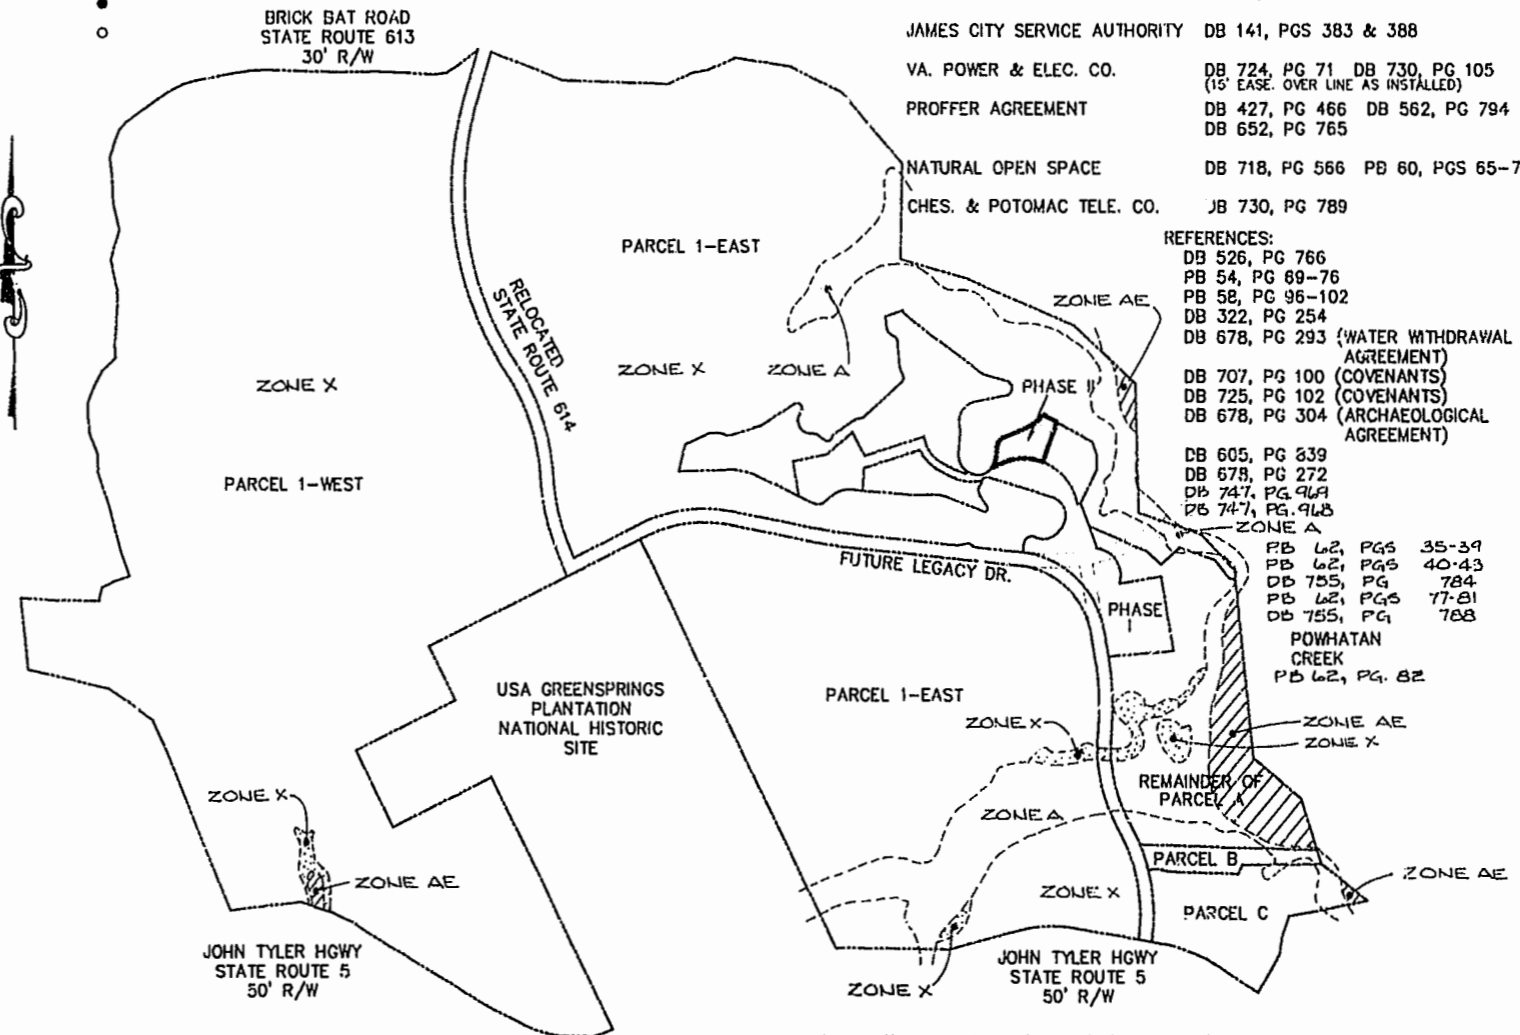 BRICK BAT ROAD
STATE ROUTE 613
30' R/W
JAMES CITY SERVICE AUTHORITY DB 141, PGS 383 & 388
VA. POWER & ELEC. CO. DB 724, PG 71 DB 730, PG 105
(15' EASE. OVER LINE AS INSTALLED)
PROFFER AGREEMENT DB 427, PG 466 DB 562, PG 794
DB 652, PG 765
NATURAL OPEN SPACE DB 718, PG 566 PB 60, PGS 65-7
CHES. & POTOMAC TELE. CO. DB 730, PG 789
REFERENCES:
DB 526, PG 766
PB 54, PG 69-76
PB 58, PG 96-102
DB 322, PG 254
DB 678, PG 293 (WATER WITHDRAWAL
AGREEMENT)
DB 707, PG 100 (COVENANTS)
DB 725, PG 102 (COVENANTS)
DB 678, PG 304 (ARCHAEOLOGICAL
AGREEMENT)
DB 605, PG 839
DB 678, PG 272
DB 747, PG. 969
DB 747, PG. 968
PB 62, PGS 35-39
PB 62, PGS 40-43
DB 755, PG 784
PB 62, PGS 77-81
DB 755, PG 788
POWHATAN
CREEK
PB 62, PG. 82
PARCEL 1-EAST
ZONE AE
RELOCATED
STATE ROUTE 614
ZONE X
ZONE X
ZONE A
PHASE II
PARCEL 1-WEST
ZONE A
FUTURE LEGACY DR.
PHASE
I
USA GREENSPRINGS
PLANTATION
NATIONAL HISTORIC
SITE
PARCEL 1-EAST
ZONE X
ZONE AE
ZONE X
REMAINDER OF
PARCEL A
ZONE X
ZONE A
PARCEL B
ZONE AE
ZONE AE
ZONE X
PARCEL C
JOHN TYLER HGWY
STATE ROUTE 5
50' R/W
ZONE X
JOHN TYLER HGWY
STATE ROUTE 5
50' R/W